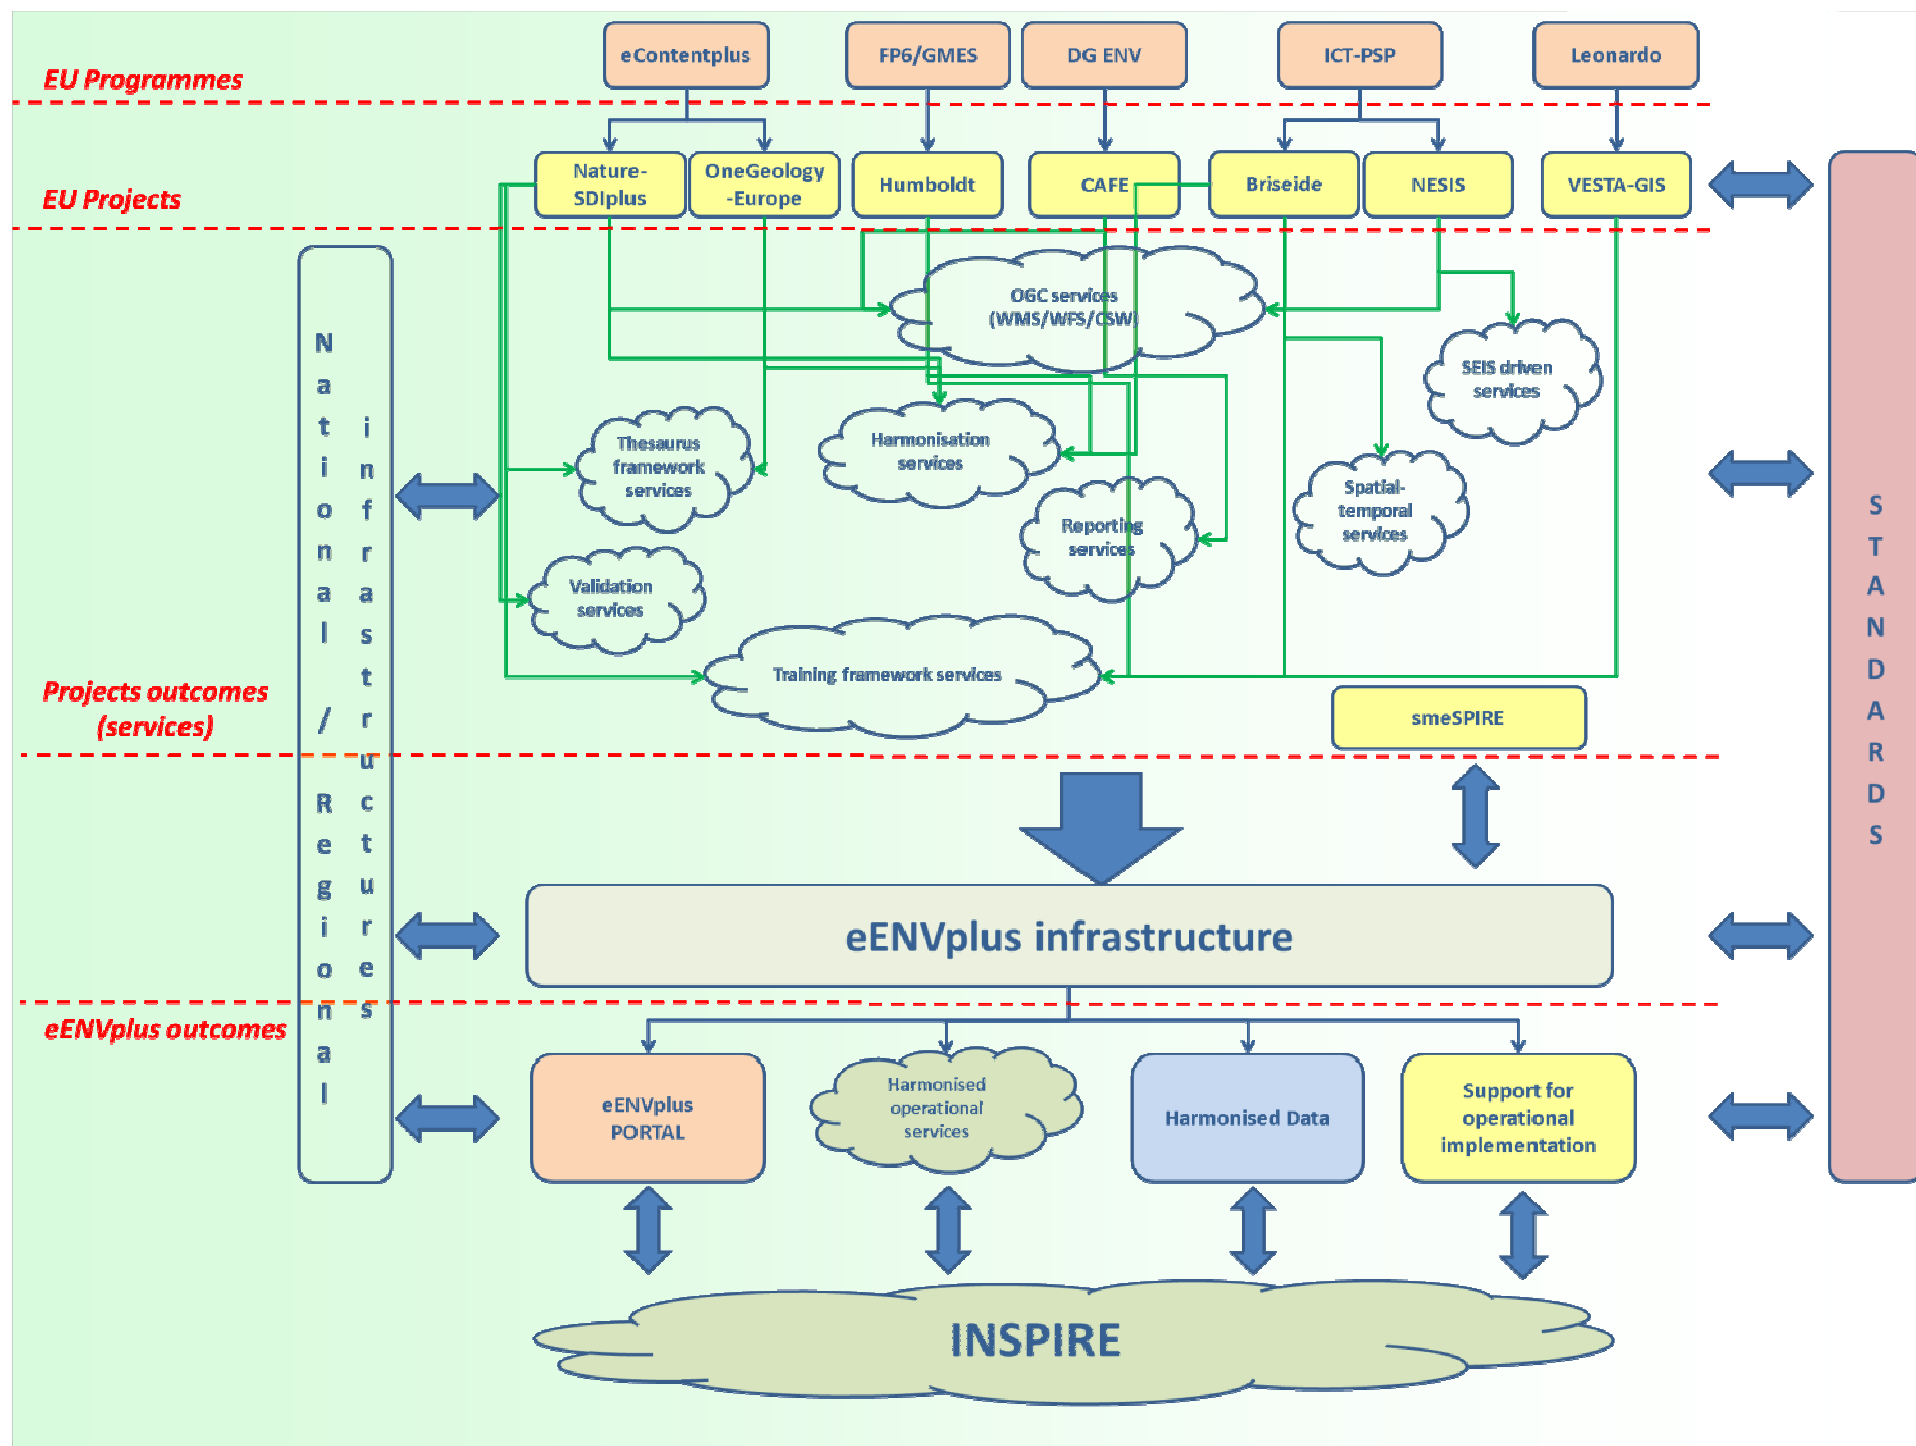 eContentplus
FP6/GMES
DG ENV
ICT-PSP
Leonardo
EU Programmes
Nature-
SDIplus
OneGeology
-Europe
Humboldt
CAFE
Briseide
NESIS
VESTA-GIS
EU Projects
OGC services
(WMS/WFS/CSW)
SEIS driven
services
Thesaurus
framework
services
Harmonisation
services
Spatial-
temporal
services
Reporting
services
Validation
services
Training framework services
Projects outcomes
(services)
smeSPIRE
National / Regional
infrastructures
STANDARDS
eENVplus infrastructure
eENVplus outcomes
eENVplus
PORTAL
Harmonised
operational
services
Harmonised Data
Support for
operational
implementation
INSPIRE